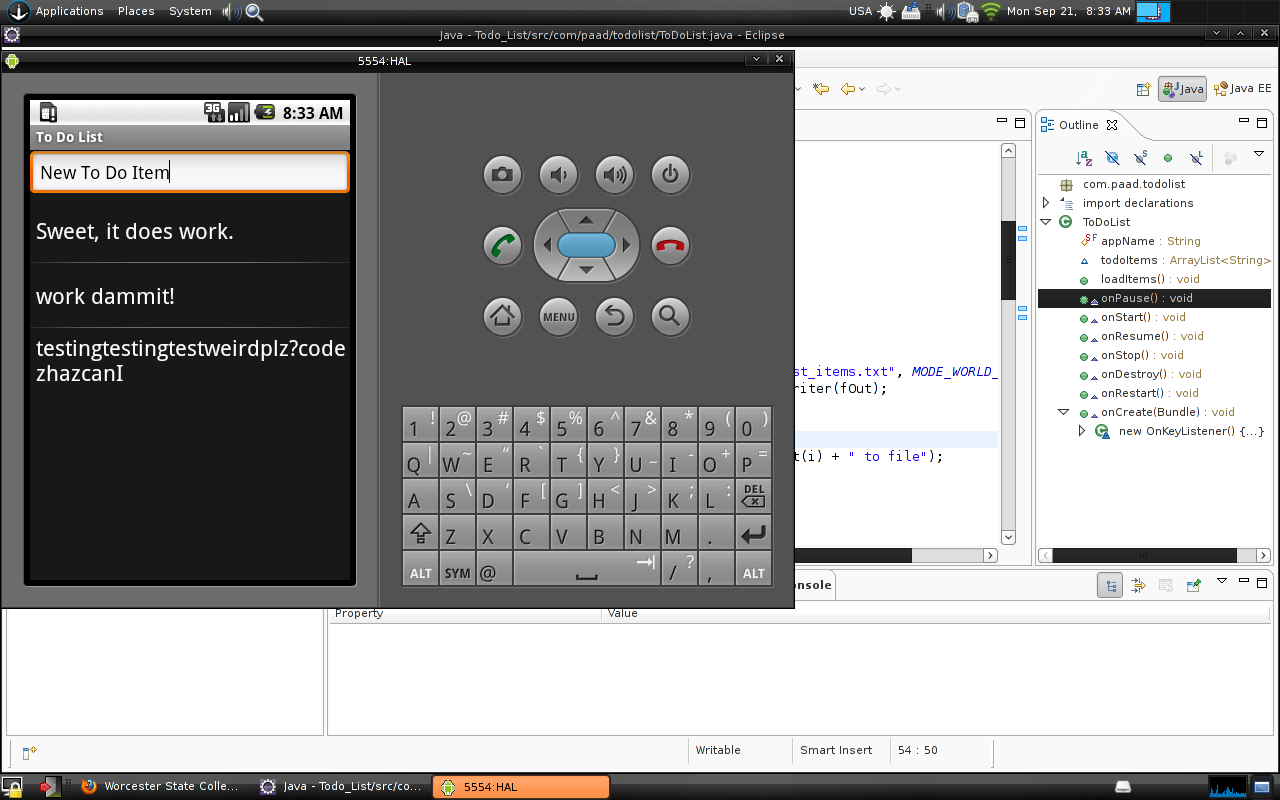 Applications Places System
USA Mon Sep 21, 8:33 AM
Java - Todo_List/src/com/paad/todolist/ToDoList.java - Eclipse
5554:HAL
3G 8:33 AM
To Do List
New To Do Item
Sweet, it does work.
work dammit!
testingtestingtestweirdplz?code
zhazcanI
MENU
1 ! 2 @ 3 # 4 $ 5 % 6 ^ 7 & 8 * 9 ( 0 )
Q | W ~ E " R ` T { Y } U _ I - O + P =
A S \ D ' F [ G ] H < J > K ; L : DEL
Z X C V B N M .
ALT SYM @ / ? , ALT
Java Java EE
st_items.txt", MODE_WORLD_
riter(fOut);
t(i) + " to file");
Outline
com.paad.todolist
import declarations
ToDoList
appName : String
todoItems : ArrayList<String>
loadItems() : void
onPause() : void
onStart() : void
onResume() : void
onStop() : void
onDestroy() : void
onRestart() : void
onCreate(Bundle) : void
new OnKeyListener() {...}
onsole
Property Value
Writable Smart Insert 54 : 50
Worcester State Colle... Java - Todo_List/src/co... 5554:HAL